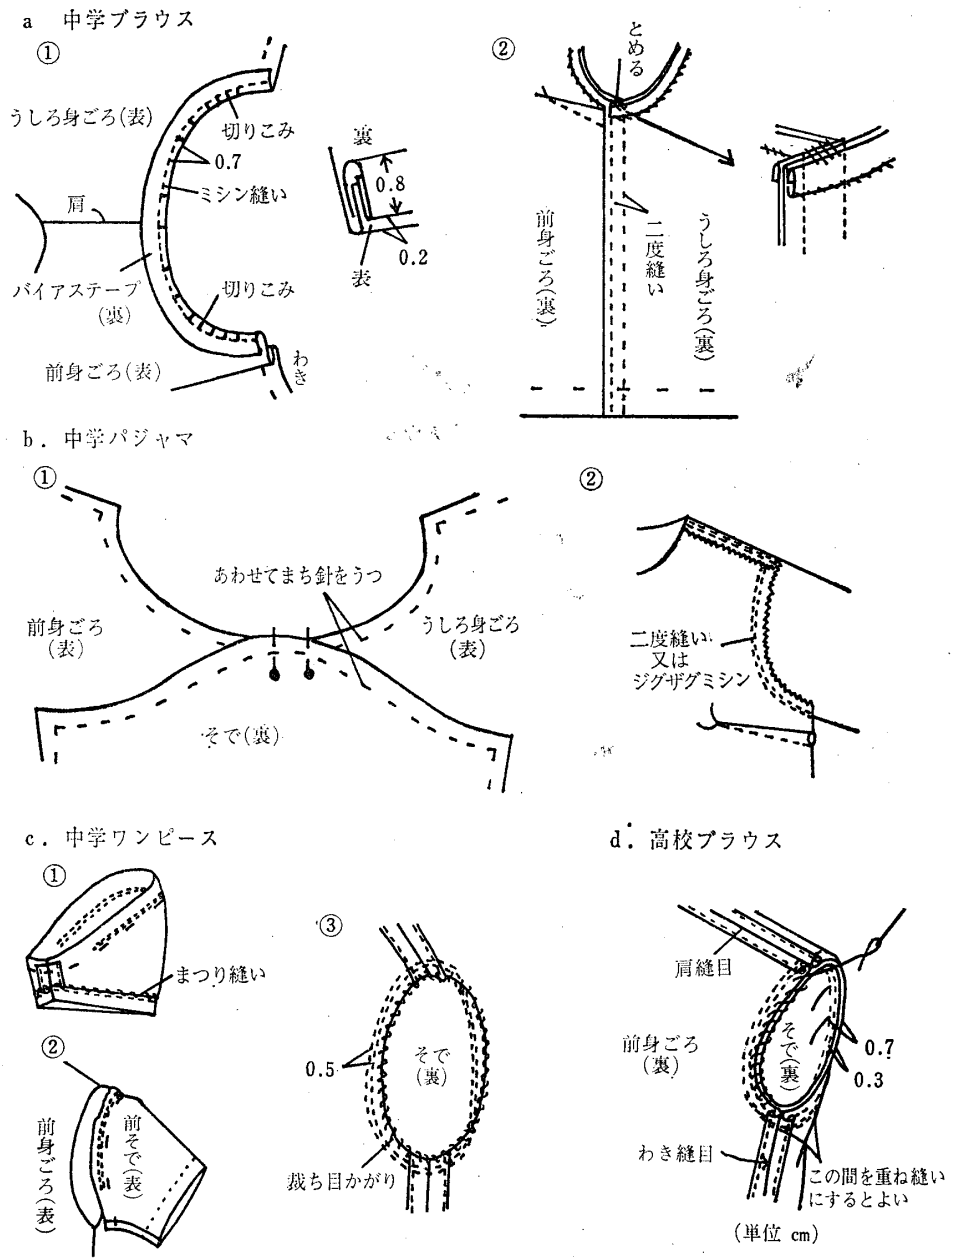 a 中学ブラウス
①
うしろ身ごろ(表)
切りこみ
0.7
ミシン縫い
肩
バイアステープ
(裏)
切りこみ
前身ごろ(表)
わき
裏
0.8
0.2
表
②
とめる
前身ごろ(裏)
二度縫い
うしろ身ごろ(裏)
b. 中学パジャマ
①
あわせてまち針をうつ
前身ごろ
(表)
うしろ身ごろ
(表)
そで(裏)
②
二度縫い
又は
ジグザグミシン
c. 中学ワンピース
①
まつり縫い
②
前身ごろ(表)
前そで(表)
③
0.5
そで
(裏)
裁ち目かがり
d. 高校ブラウス
肩縫目
前身ごろ
(裏)
そで(裏)
0.7
0.3
わき縫目
この間を重ね縫い
にするとよい
(単位 cm)